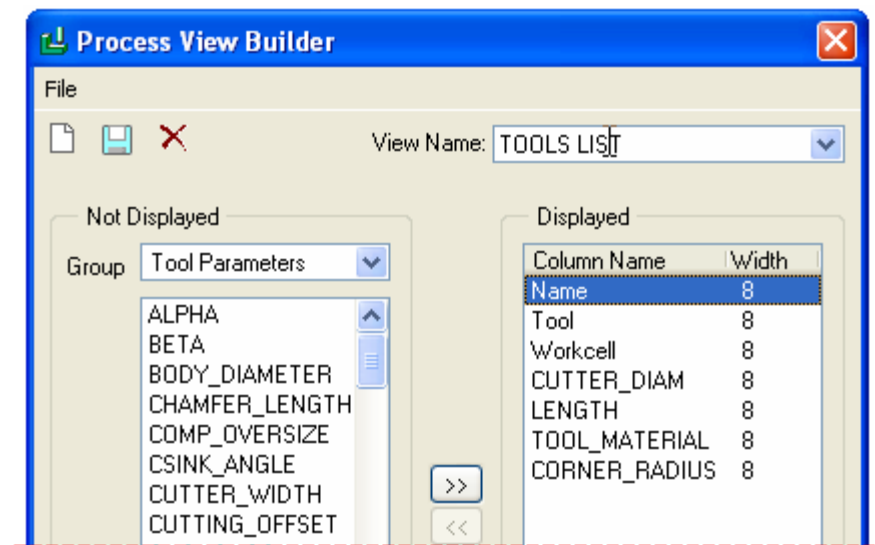 Process View Builder
File
View Name: TOOLS LIST
Not Displayed
Group Tool Parameters
ALPHA
BETA
BODY_DIAMETER
CHAMFER_LENGTH
COMP_OVERSIZE
CSINK_ANGLE
CUTTER_WIDTH
CUTTING_OFFSET
>>
<<
Displayed
Column Name Width
Name 8
Tool 8
Workcell 8
CUTTER_DIAM 8
LENGTH 8
TOOL_MATERIAL 8
CORNER_RADIUS 8